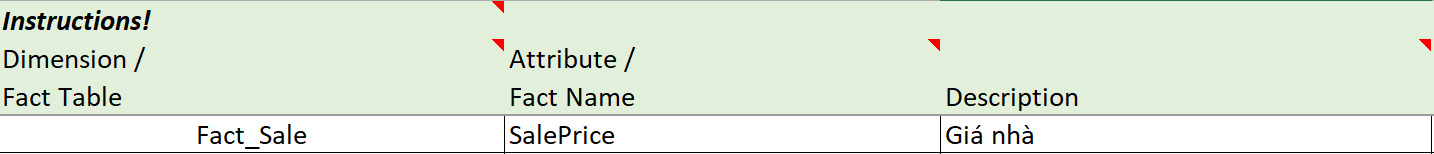 Instructions!
Dimension / Attribute /
Fact Table Fact Name Description
Fact_Sale SalePrice Giá nhà